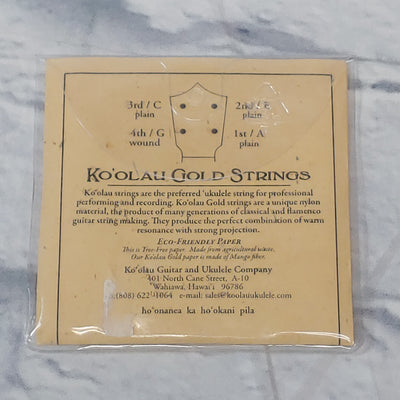 3rd / C 2nd / E
plain plain
4th / G 1st / A
wound plain
KO'OLAU GOLD STRINGS
Ko'olau strings are the preferred 'ukulele string for professional
performing and recording. Ko'olau Gold strings are a unique nylon
material, the product of many generations of classical and flamenco
guitar string making. They produce the perfect combination of warm
resonance with strong projection.
ECO-FRIENDLY PAPER
This is Tree-Free paper. Made from agricultural waste,
Our Ko'olau Gold paper is made of Mango fiber.
Ko'olau Guitar and Ukulele Company
401 North Cane Street, A-10
Wahiawa, Hawai'i 96786
(808) 622-1064 e-mail: sales@koolauukulele.com
ho'onanea ka ho'okani pila